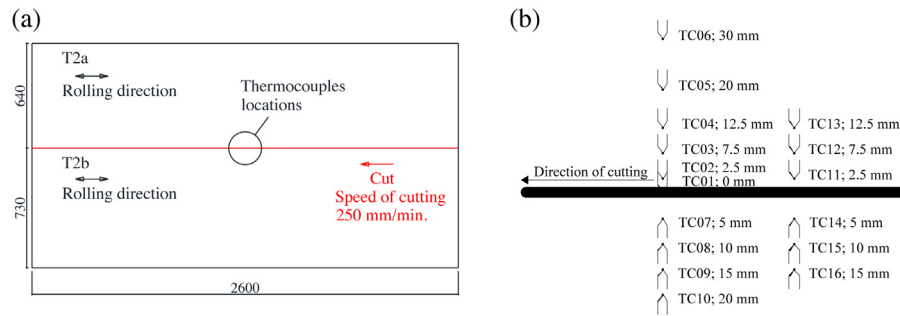 (a)
T2a
Rolling direction
Thermocouples
locations
640
T2b
Rolling direction
Cut
Speed of cutting
250 mm/min.
730
2600
(b)
TC06; 30 mm
TC05; 20 mm
TC04; 12.5 mm
TC13; 12.5 mm
TC03; 7.5 mm
TC12; 7.5 mm
TC02; 2.5 mm
TC11; 2.5 mm
Direction of cutting
TC01; 0 mm
TC07; 5 mm
TC14; 5 mm
TC08; 10 mm
TC15; 10 mm
TC09; 15 mm
TC16; 15 mm
TC10; 20 mm